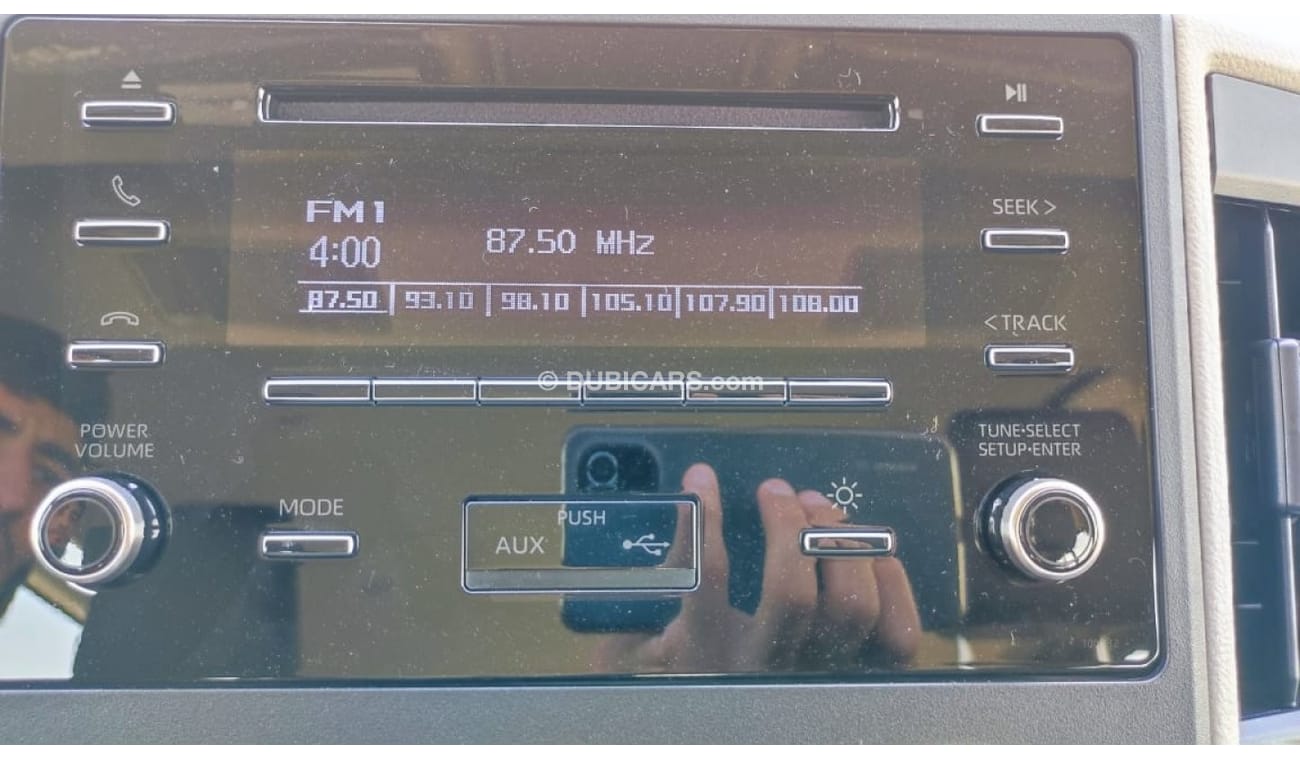 SEEK >
FM1
4:00
87.50 MHz
87.50 93.10 98.10 105.10 107.90 108.00
< TRACK
© DUBICARS.com
POWER
VOLUME
TUNE•SELECT
SETUP•ENTER
MODE
PUSH
AUX